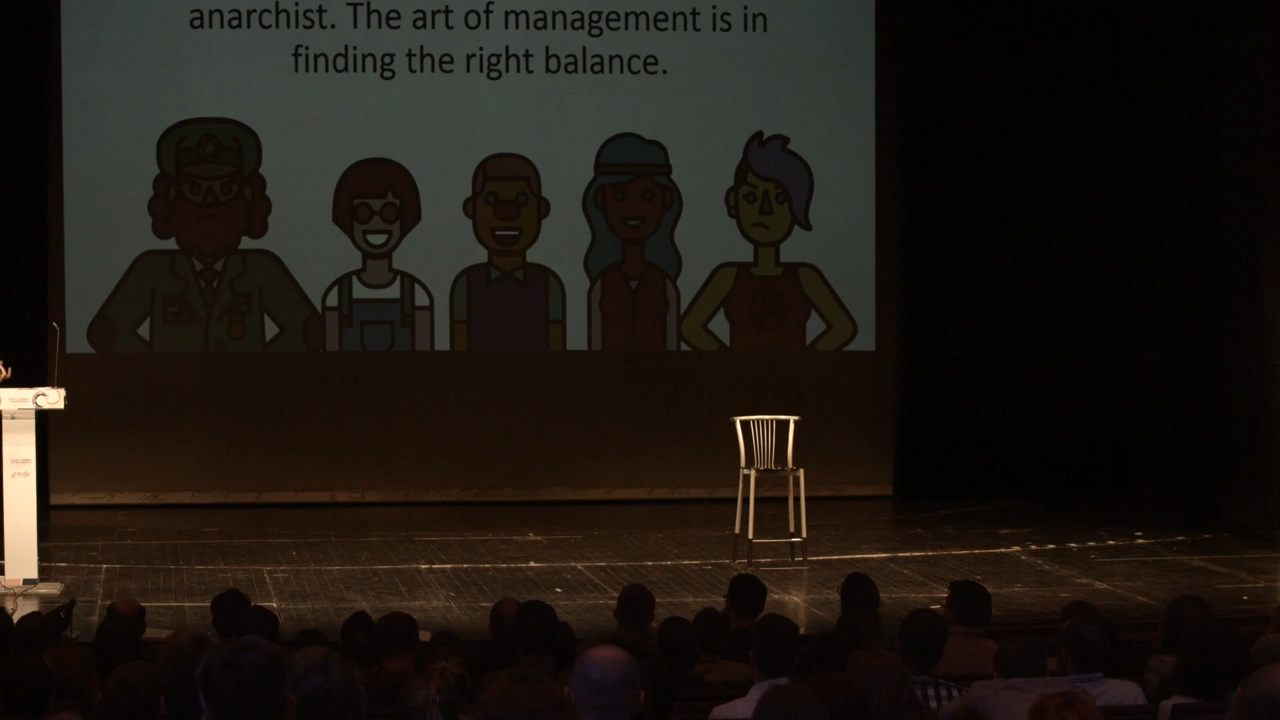 anarchist. The art of management is in
finding the right balance.